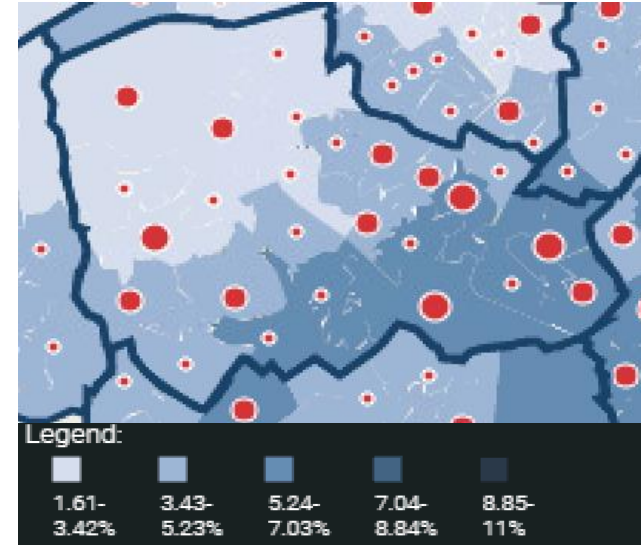 Legend:
1.61- 3.43- 5.24- 7.04- 8.85-
3.42% 5.23% 7.03% 8.84% 11%